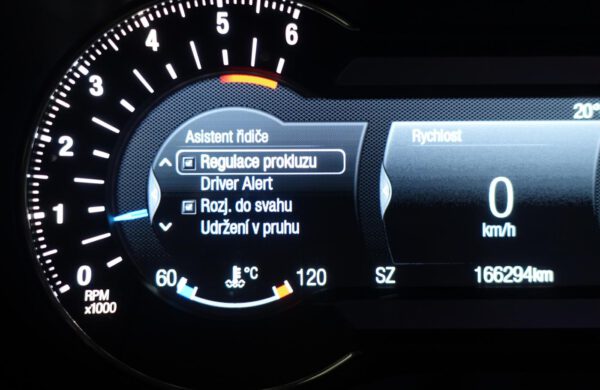 6
5
4
3
2
1
0
RPM
x1000
Asistent řidiče
Regulace prokluzu
Driver Alert
Rozj. do svahu
Udržení v pruhu
60 °C 120
20°
Rychlost
0
km/h
SZ 166294km